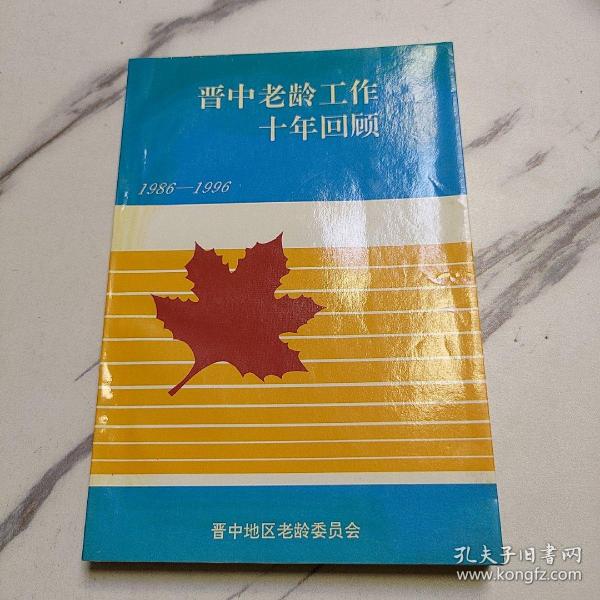 晋中老龄工作
十年回顾
1986—1996
晋中地区老龄委员会
孔夫子旧书网
www.kongfz.com